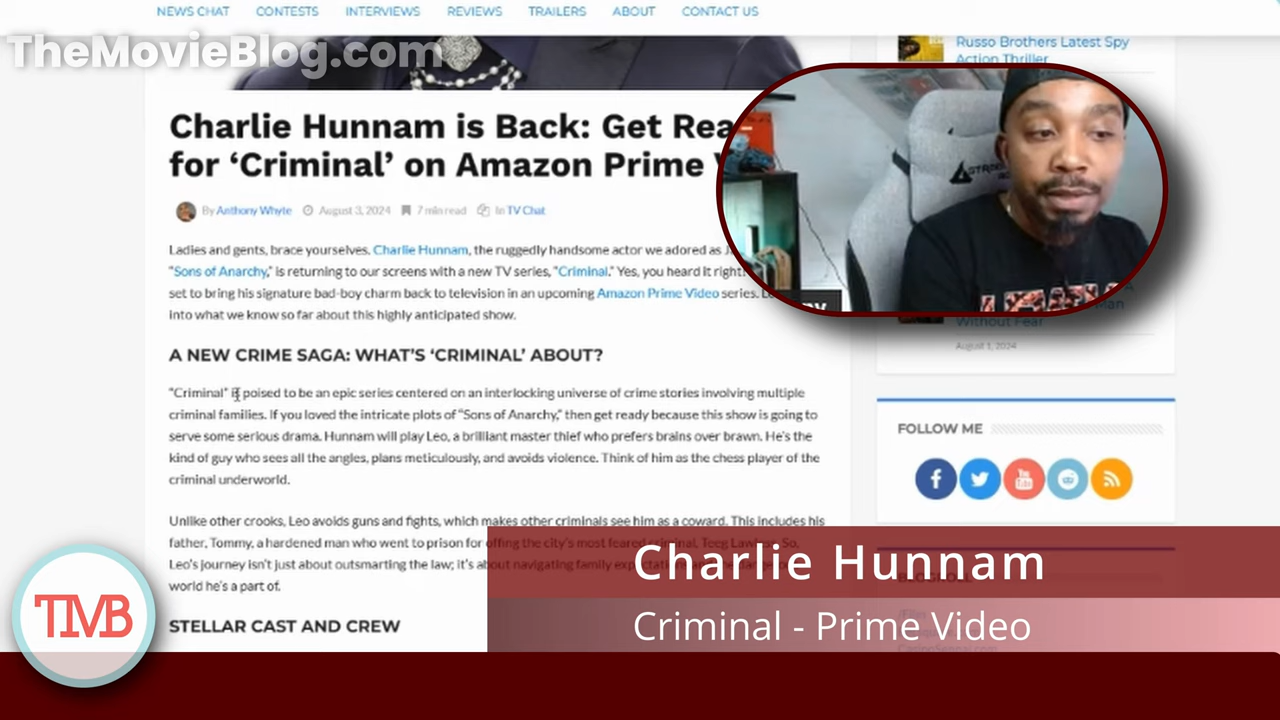 NEWS CHAT CONTESTS INTERVIEWS REVIEWS TRAILERS ABOUT CONTACT US
TheMovieBlog.com
Russo Brothers Latest Spy
Action Thriller
Charlie Hunnam is Back: Get Rea
for ‘Criminal’ on Amazon Prime
By Anthony Whyte August 3, 2024 7 min read In TV Chat
Ladies and gents, brace yourselves. Charlie Hunnam, the ruggedly handsome actor we adored as
“Sons of Anarchy,” is returning to our screens with a new TV series, “Criminal.” Yes, you heard it right!
set to bring his signature bad-boy charm back to television in an upcoming Amazon Prime Video series.
into what we know so far about this highly anticipated show.
Without Fear
August 1, 2024
A NEW CRIME SAGA: WHAT’S ‘CRIMINAL’ ABOUT?
“Criminal” is poised to be an epic series centered on an interlocking universe of crime stories involving multiple
criminal families. If you loved the intricate plots of “Sons of Anarchy,” then get ready because this show is going to
serve some serious drama. Hunnam will play Leo, a brilliant master thief who prefers brains over brawn. He’s the
kind of guy who sees all the angles, plans meticulously, and avoids violence. Think of him as the chess player of the
criminal underworld.
FOLLOW ME
Unlike other crooks, Leo avoids guns and fights, which makes other criminals see him as a coward. This includes his
father, Tommy, a hardened man who went to prison for offing the city’s most feared criminal, Teeg Lawless. So,
Leo’s journey isn’t just about outsmarting the law; it’s about navigating family expectations and the dangerous
world he’s a part of.
STELLAR CAST AND CREW
Charlie Hunnam
Criminal - Prime Video
TMB